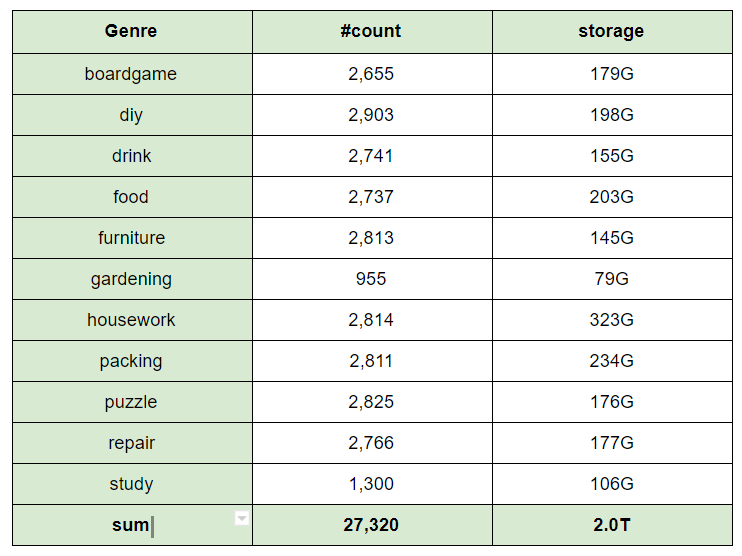 Genre #count storage
boardgame 2,655 179G
diy 2,903 198G
drink 2,741 155G
food 2,737 203G
furniture 2,813 145G
gardening 955 79G
housework 2,814 323G
packing 2,811 234G
puzzle 2,825 176G
repair 2,766 177G
study 1,300 106G
sum 27,320 2.0T